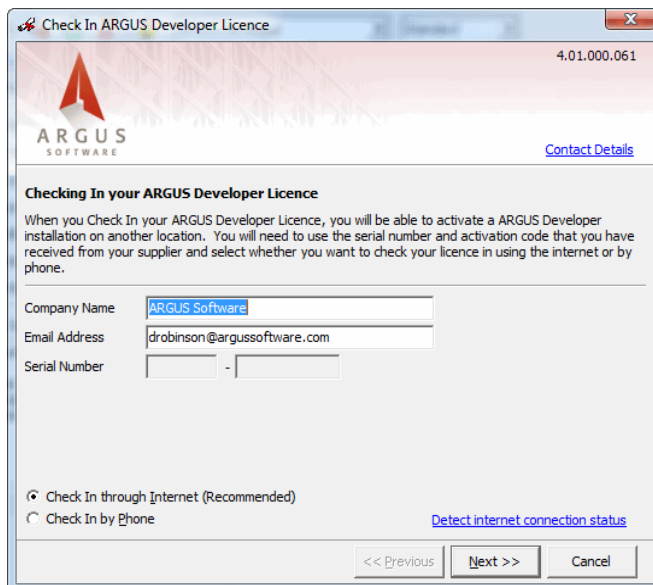 Check In ARGUS Developer Licence
4.01.000.061
ARGUS
SOFTWARE
Contact Details
Checking In your ARGUS Developer Licence
When you Check In your ARGUS Developer Licence, you will be able to activate a ARGUS Developer
installation on another location. You will need to use the serial number and activation code that you have
received from your supplier and select whether you want to check your licence in using the internet or by
phone.
Company Name ARGUS Software
Email Address drobinson@argussoftware.com
Serial Number -
Check In through Internet (Recommended)
Check In by Phone Detect internet connection status
<< Previous Next >> Cancel